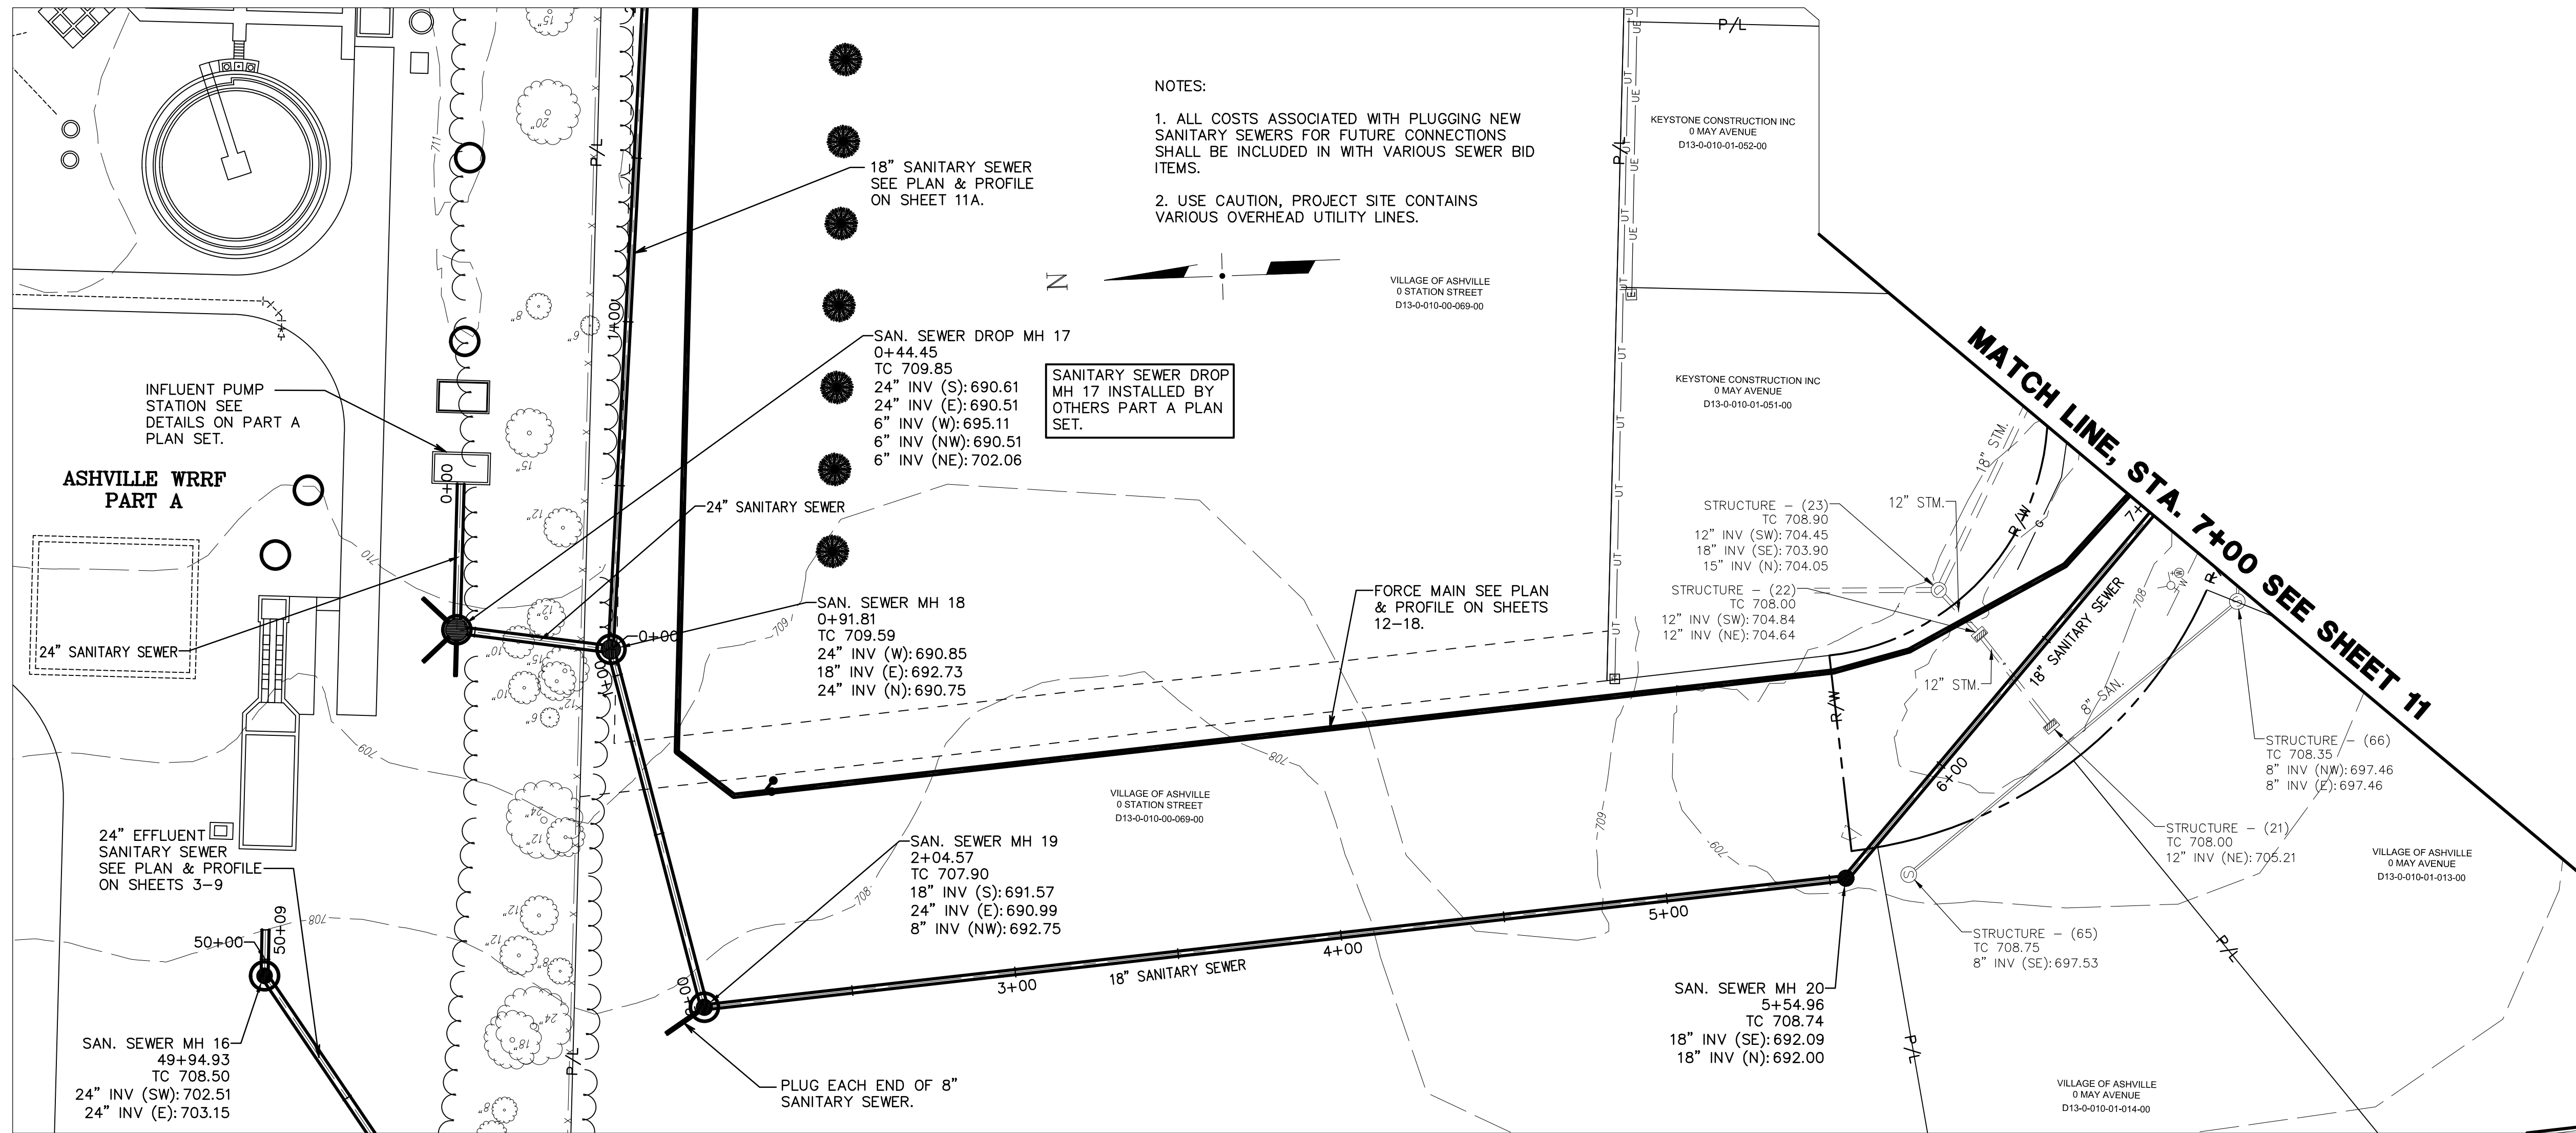 NOTES:
1. ALL COSTS ASSOCIATED WITH PLUGGING NEW
SANITARY SEWERS FOR FUTURE CONNECTIONS
SHALL BE INCLUDED IN WITH VARIOUS SEWER BID
ITEMS.
2. USE CAUTION, PROJECT SITE CONTAINS
VARIOUS OVERHEAD UTILITY LINES.
N
18" SANITARY SEWER
SEE PLAN & PROFILE
ON SHEET 11A.
SAN. SEWER DROP MH 17
0+44.45
TC 709.85
24" INV (S): 690.61
24" INV (E): 690.51
6" INV (W): 695.11
6" INV (NW): 690.51
6" INV (NE): 702.06
SANITARY SEWER DROP
MH 17 INSTALLED BY
OTHERS PART A PLAN
SET.
24" SANITARY SEWER
INFLUENT PUMP
STATION SEE
DETAILS ON PART A
PLAN SET.
ASHVILLE WRRF
PART A
0+00
24" SANITARY SEWER
SAN. SEWER MH 18
0+91.81
TC 709.59
24" INV (W): 690.85
18" INV (E): 692.73
24" INV (N): 690.75
0+00
1+00
1+00
24" EFFLUENT
SANITARY SEWER
SEE PLAN & PROFILE
ON SHEETS 3-9
50+00
50+09
SAN. SEWER MH 16
49+94.93
TC 708.50
24" INV (SW): 702.51
24" INV (E): 703.15
SAN. SEWER MH 19
2+04.57
TC 707.90
18" INV (S): 691.57
24" INV (E): 690.99
8" INV (NW): 692.75
PLUG EACH END OF 8"
SANITARY SEWER.
3+00
18" SANITARY SEWER
4+00
5+00
6+00
18" SANITARY SEWER
7+
FORCE MAIN SEE PLAN
& PROFILE ON SHEETS
12-18.
SAN. SEWER MH 20
5+54.96
TC 708.74
18" INV (SE): 692.09
18" INV (N): 692.00
VILLAGE OF ASHVILLE
0 STATION STREET
D13-0-010-00-069-00
VILLAGE OF ASHVILLE
0 STATION STREET
D13-0-010-00-069-00
KEYSTONE CONSTRUCTION INC
0 MAY AVENUE
D13-0-010-01-052-00
KEYSTONE CONSTRUCTION INC
0 MAY AVENUE
D13-0-010-01-051-00
STRUCTURE - (23)
TC 708.90
12" INV (SW): 704.45
18" INV (SE): 703.90
15" INV (N): 704.05
STRUCTURE - (22)
TC 708.00
12" INV (SW): 704.84
12" INV (NE): 704.64
12" STM.
12" STM.
18" STM.
8" SAN.
STRUCTURE - (66)
TC 708.35
8" INV (NW): 697.46
8" INV (E): 697.46
STRUCTURE - (21)
TC 708.00
12" INV (NE): 705.21
STRUCTURE - (65)
TC 708.75
8" INV (SE): 697.53
VILLAGE OF ASHVILLE
0 MAY AVENUE
D13-0-010-01-013-00
VILLAGE OF ASHVILLE
0 MAY AVENUE
D13-0-010-01-014-00
MATCH LINE, STA. 7+00 SEE SHEET 11
P/L
P/L
P/L
P/L
P/L
P/L
R/W
R/W
711
710
709
708
709
708
708
709
709
708